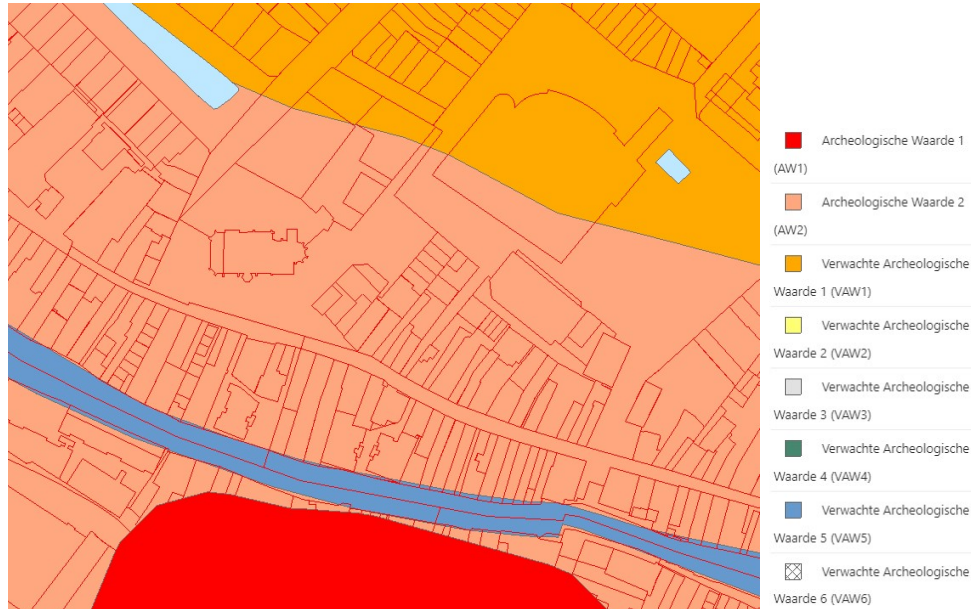 Archeologische Waarde 1
(AW1)
Archeologische Waarde 2
(AW2)
Verwachte Archeologische
Waarde 1 (VAW1)
Verwachte Archeologische
Waarde 2 (VAW2)
Verwachte Archeologische
Waarde 3 (VAW3)
Verwachte Archeologische
Waarde 4 (VAW4)
Verwachte Archeologische
Waarde 5 (VAW5)
Verwachte Archeologische
Waarde 6 (VAW6)